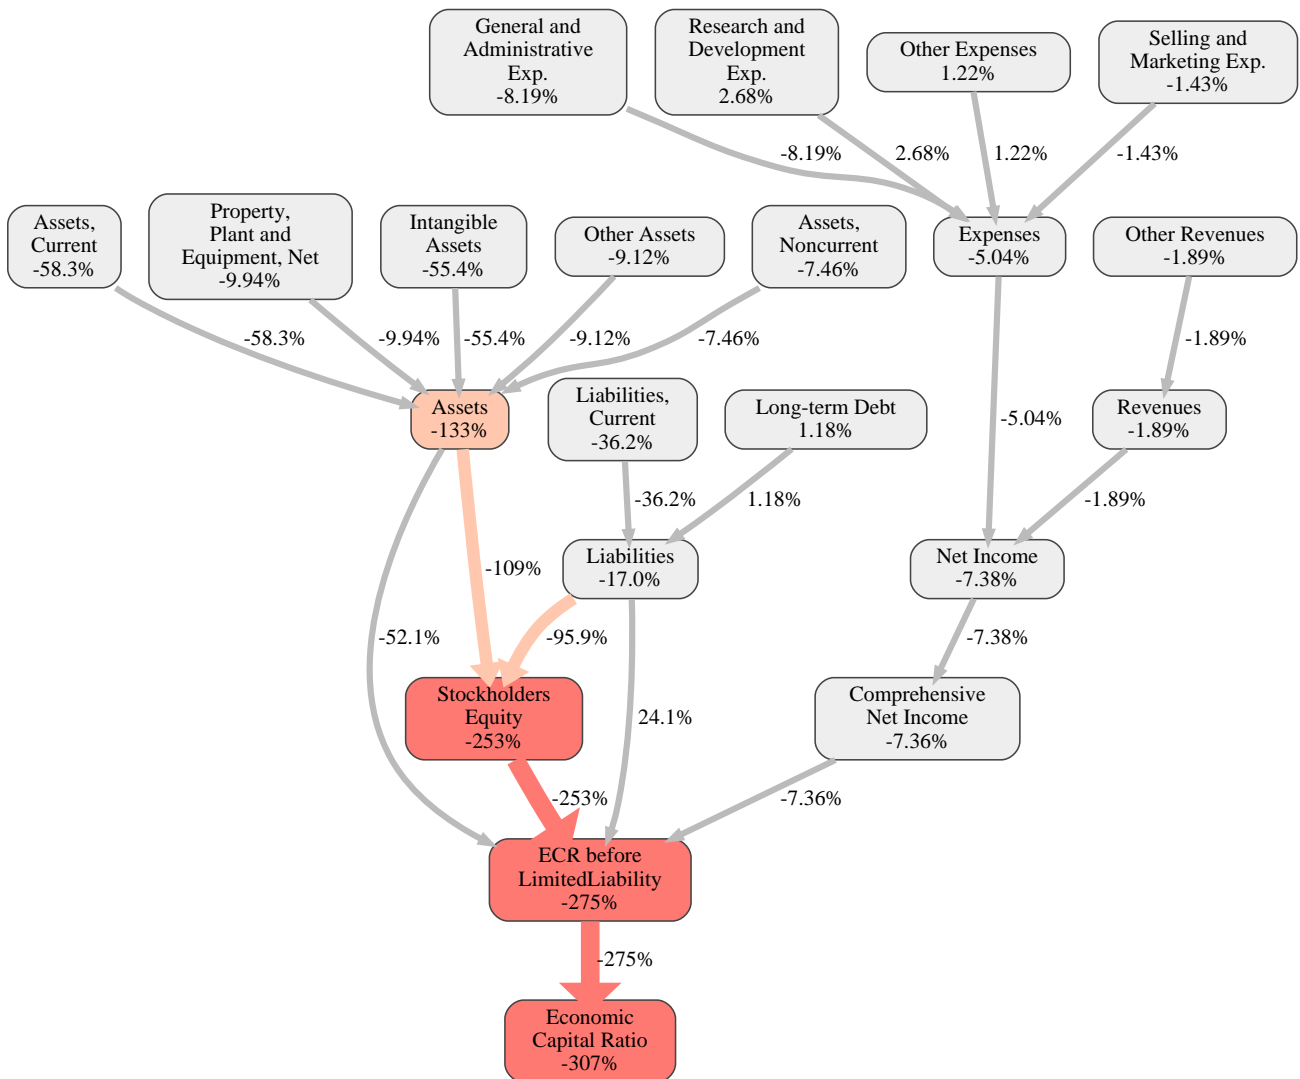 General and
Administrative
Exp.
-8.19%
Research and
Development
Exp.
2.68%
Other Expenses
1.22%
Selling and
Marketing Exp.
-1.43%
-8.19%
2.68%
1.22%
-1.43%
Assets,
Current
-58.3%
Property,
Plant and
Equipment, Net
-9.94%
Intangible
Assets
-55.4%
Other Assets
-9.12%
Assets,
Noncurrent
-7.46%
Expenses
-5.04%
Other Revenues
-1.89%
-58.3%
-9.94%
-55.4%
-9.12%
-7.46%
-1.89%
Assets
-133%
Liabilities,
Current
-36.2%
Long-term Debt
1.18%
-5.04%
Revenues
-1.89%
-36.2%
1.18%
-1.89%
-109%
Liabilities
-17.0%
Net Income
-7.38%
-52.1%
-95.9%
-7.38%
Stockholders
Equity
-253%
24.1%
Comprehensive
Net Income
-7.36%
-253%
-7.36%
ECR before
LimitedLiability
-275%
-275%
Economic
Capital Ratio
-307%